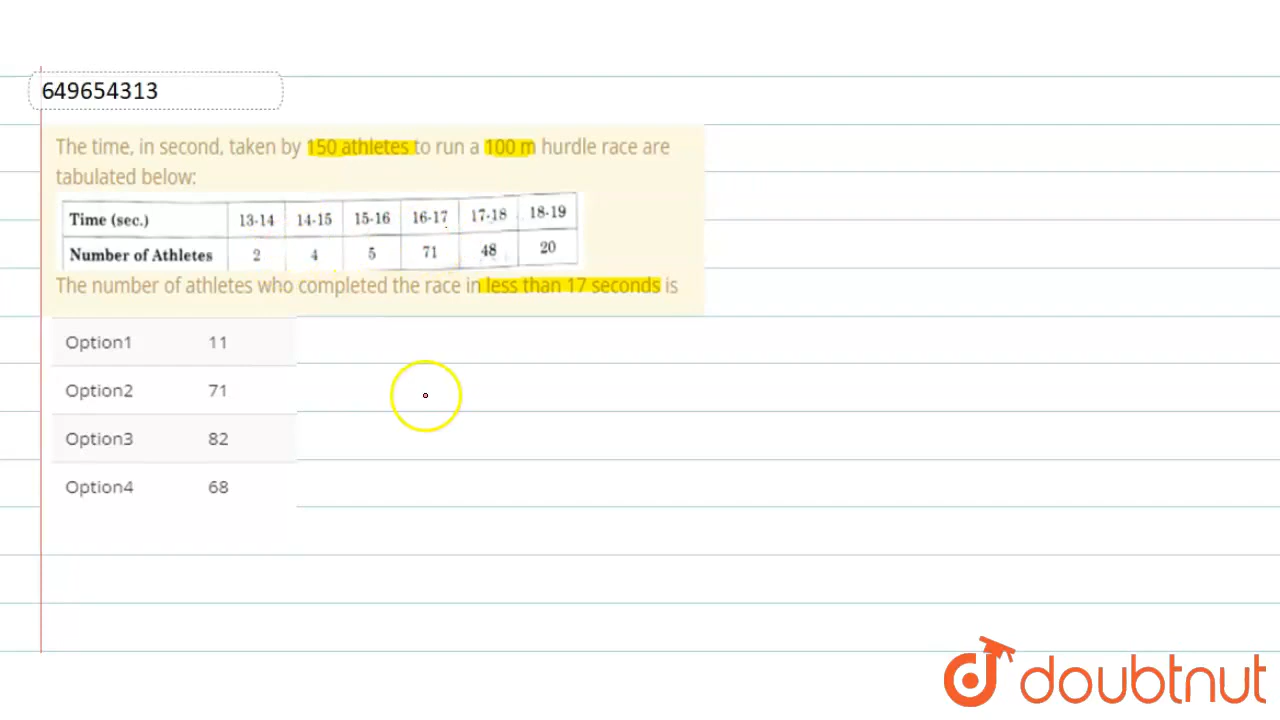 649654313
The time, in second, taken by 150 athletes to run a 100 m hurdle race are
tabulated below:
Time (sec.) 13-14 14-15 15-16 16-17 17-18 18-19
Number of Athletes 2 4 5 71 48 20
The number of athletes who completed the race in less than 17 seconds is
Option1 11
Option2 71
Option3 82
Option4 68
doubtnut